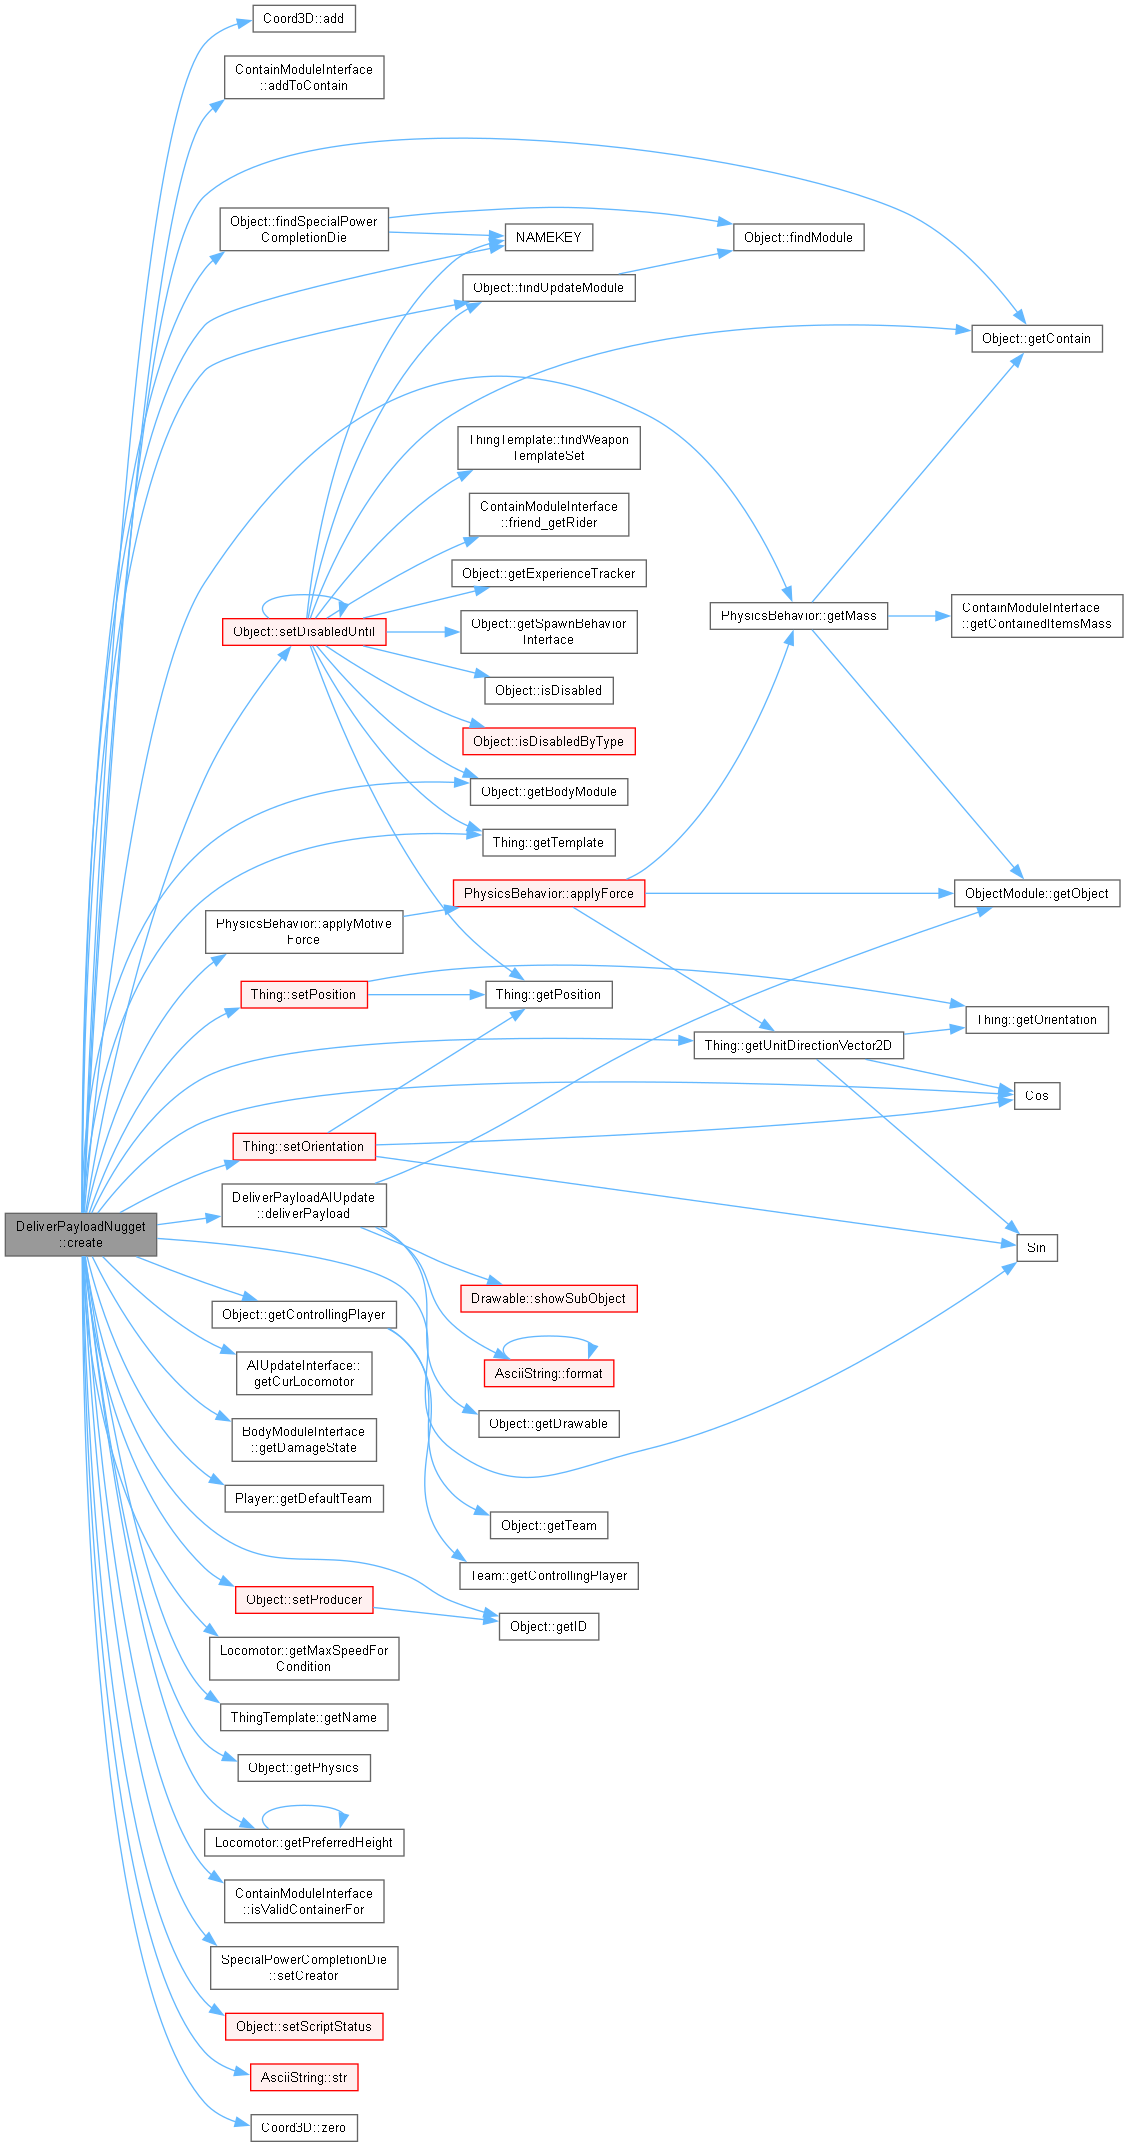 Coord3D::add
ContainModuleInterface
::addToContain
Object::findSpecialPower
CompletionDie
NAMEKEY
Object::findModule
Object::findUpdateModule
Object::getContain
ThingTemplate::findWeapon
TemplateSet
ContainModuleInterface
::friend_getRider
Object::getExperienceTracker
Object::setDisabledUntil
Object::getSpawnBehavior
Interface
PhysicsBehavior::getMass
ContainModuleInterface
::getContainedItemsMass
Object::isDisabled
Object::isDisabledByType
Object::getBodyModule
Thing::getTemplate
PhysicsBehavior::applyForce
ObjectModule::getObject
PhysicsBehavior::applyMotive
Force
Thing::setPosition
Thing::getPosition
Thing::getOrientation
Thing::getUnitDirectionVector2D
Cos
Thing::setOrientation
DeliverPayloadAIUpdate
::deliverPayload
DeliverPayloadNugget
::create
Sin
Drawable::showSubObject
Object::getControllingPlayer
AIUpdateInterface::
getCurLocomotor
AsciiString::format
Object::getDrawable
BodyModuleInterface
::getDamageState
Player::getDefaultTeam
Object::getTeam
Team::getControllingPlayer
Object::setProducer
Object::getID
Locomotor::getMaxSpeedFor
Condition
ThingTemplate::getName
Object::getPhysics
Locomotor::getPreferredHeight
ContainModuleInterface
::isValidContainerFor
SpecialPowerCompletionDie
::setCreator
Object::setScriptStatus
AsciiString::str
Coord3D::zero